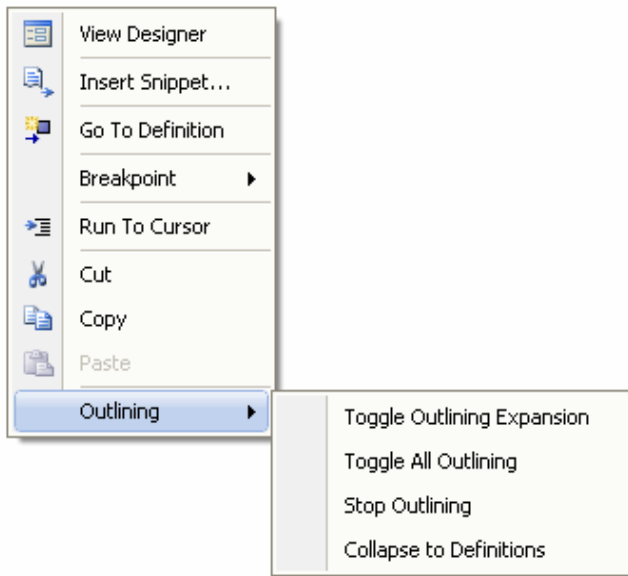 View Designer
Insert Snippet...
Go To Definition
Breakpoint
Run To Cursor
Cut
Copy
Paste
Outlining
Toggle Outlining Expansion
Toggle All Outlining
Stop Outlining
Collapse to Definitions